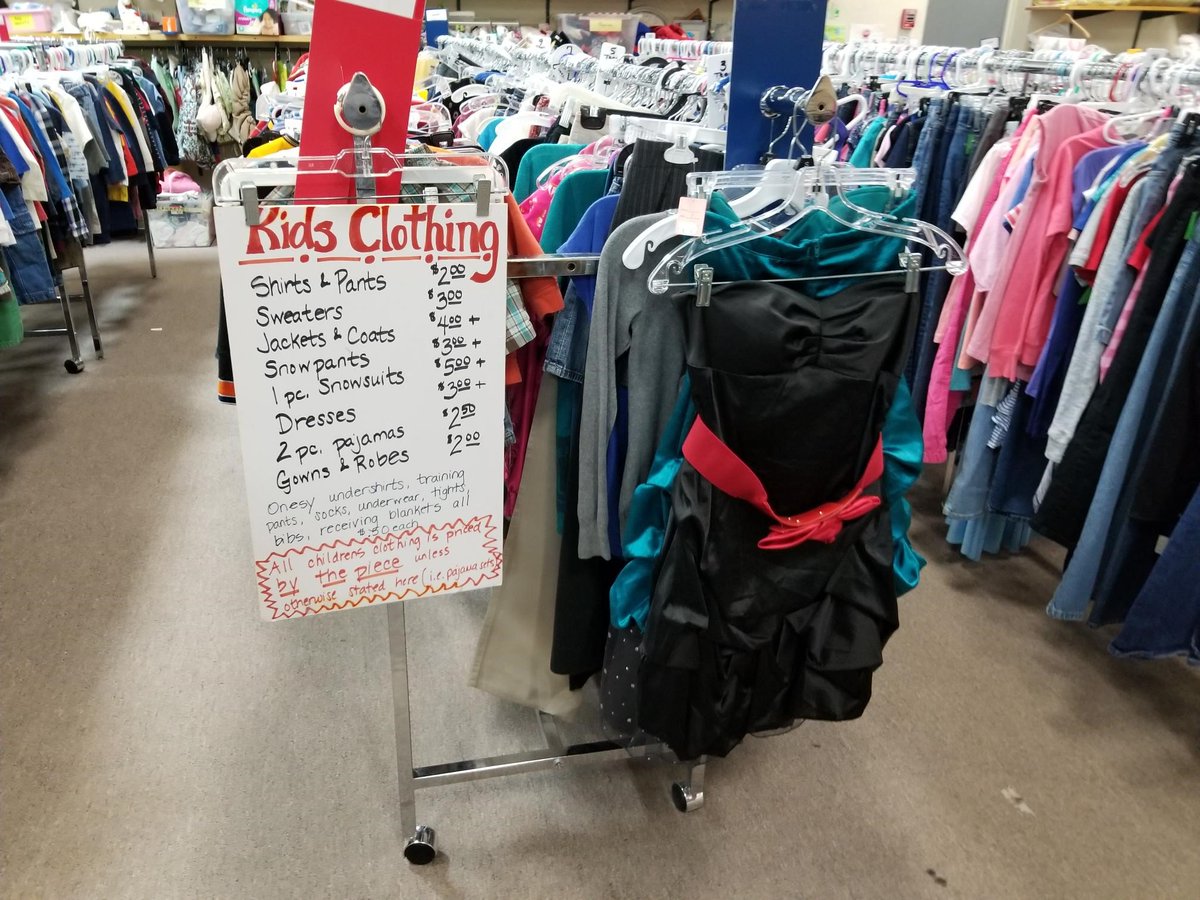 Kids Clothing
Shirts & Pants $2.00
Sweaters $3.00
Jackets & Coats $4.00 +
Snowpants $3.00 +
1 pc. Snowsuits $5.00 +
Dresses $3.00 +
2 pc. pajamas $2.50
Gowns & Robes $2.00
Onesy undershirts, training
pants, socks, underwear, tights,
bibs, receiving blankets all
$.50 each
All childrens clothing is priced
by the piece unless
otherwise stated here (i.e. pajama sets)